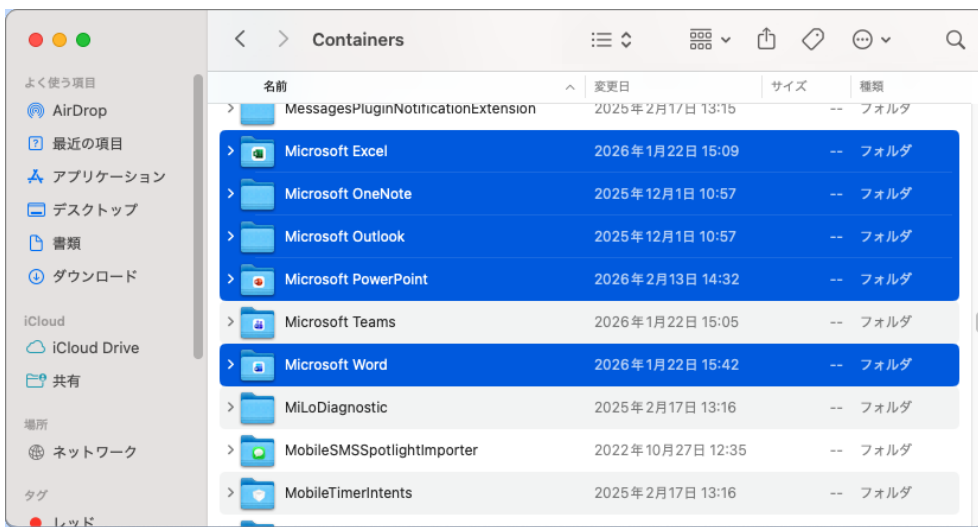 Containers
よく使う項目
AirDrop
最近の項目
アプリケーション
デスクトップ
書類
ダウンロード
iCloud
iCloud Drive
共有
場所
ネットワーク
タグ
レッド
名前 変更日 サイズ 種類
MessagesPluginNotificationExtension 2025年2月17日 13:15 -- フォルダ
Microsoft Excel 2026年1月22日 15:09 -- フォルダ
Microsoft OneNote 2025年12月1日 10:57 -- フォルダ
Microsoft Outlook 2025年12月1日 10:57 -- フォルダ
Microsoft PowerPoint 2026年2月13日 14:32 -- フォルダ
Microsoft Teams 2026年1月22日 15:05 -- フォルダ
Microsoft Word 2026年1月22日 15:42 -- フォルダ
MiLoDiagnostic 2025年2月17日 13:16 -- フォルダ
MobileSMSSpotlightImporter 2022年10月27日 12:35 -- フォルダ
MobileTimerIntents 2025年2月17日 13:16 -- フォルダ